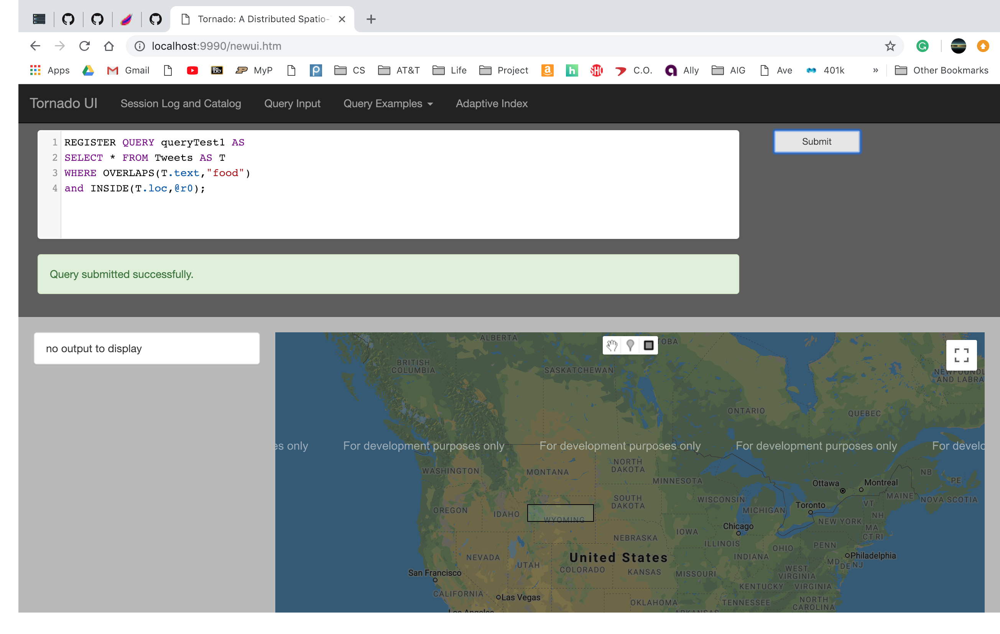 Tornado: A Distributed Spatio-
localhost:9990/newui.htm
Apps Gmail Bb MyP CS AT&T Life Project a h SHO C.O. Ally AIG Ave 401k » Other Bookmarks
Tornado UI Session Log and Catalog Query Input Query Examples Adaptive Index
1 REGISTER QUERY queryTest1 AS
2 SELECT * FROM Tweets AS T
3 WHERE OVERLAPS(T.text,"food")
4 and INSIDE(T.loc,@r0);
Submit
Query submitted successfully.
no output to display
ALBERTA
TOBA
BRITISH
COLUMBIA
SASKATCHEWAN
NEWFOUNDL
AND LABRA
ONTARIO
QUEBEC
es only For development purposes only For development purposes only For development purposes only For develo
WASHINGTON
MONTANA
NORTH
DAKOTA
MINNESOTA
Ottawa
Montreal
NB
PE
OREGON
IDAHO
WYOMING
SOUTH
DAKOTA
WISCONSIN
MICHIGAN
Toronto
MAINE
NOVA SCOTIA
VT
NH
NEW YORK
MA
CT RI
Chicago
IOWA
NEBRASKA
ILLINOIS
INDIANA
OHIO
PENN
Philadelphia
NEVADA
UTAH
United States
COLORADO
KANSAS
MISSOURI
WEST
VIRGINIA
MD
DE
NJ
San Francisco
CALIFORNIA
Las Vegas
Los Angeles
KENTUCKY
VIRGINIA
OKLAHOMA
TENNESSEE
NORTH
CAROLINA
ARKANSAS